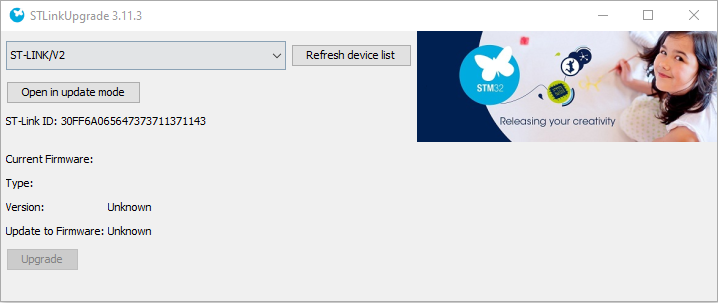 STLinkUpgrade 3.11.3
ST-LINK/V2
Refresh device list
Open in update mode
ST-Link ID: 30FF6A065647373711371143
Current Firmware:
Type:
Version: Unknown
Update to Firmware: Unknown
Upgrade
STM32
Releasing your creativity